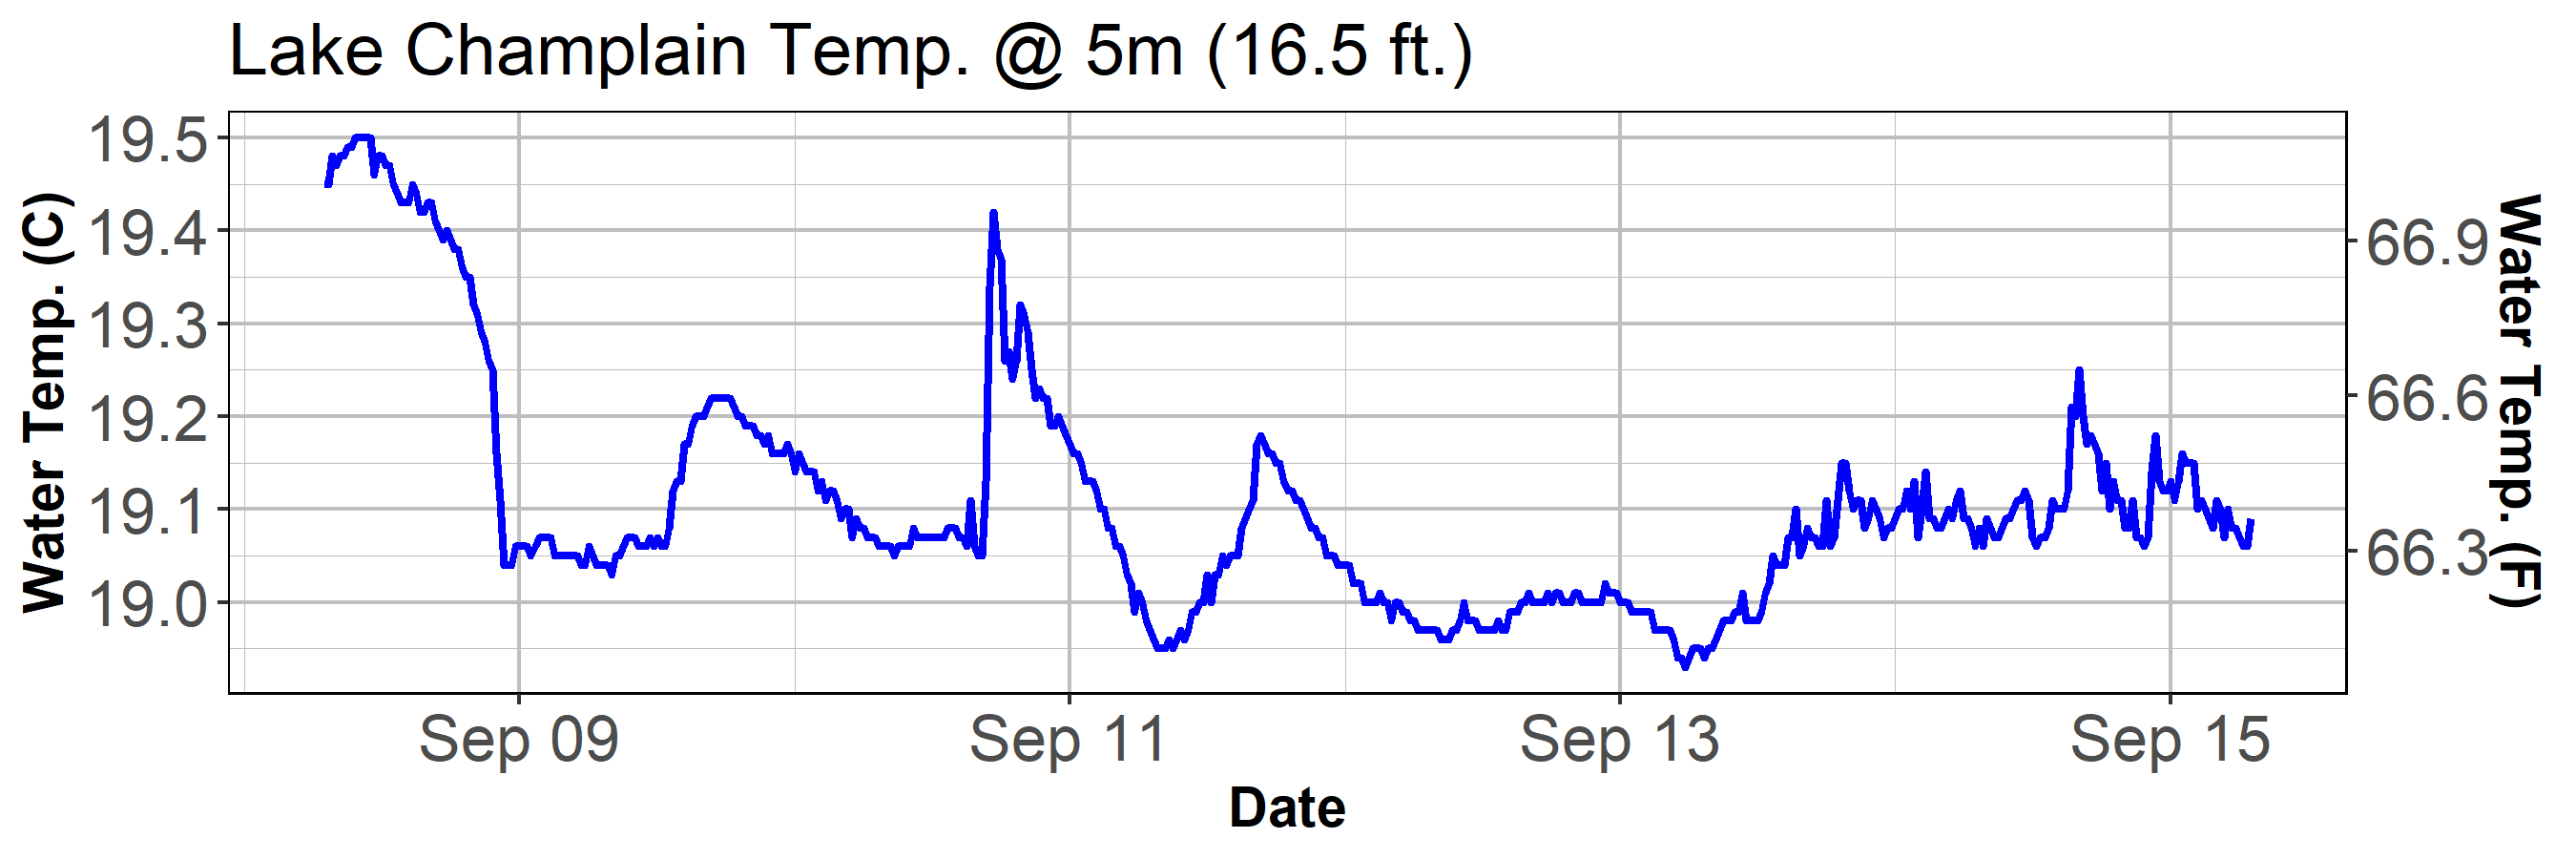 Lake Champlain Temp. @ 5m (16.5 ft.)
Water Temp. (C)
19.5
19.4
19.3
19.2
19.1
19.0
66.9
66.6
66.3
Water Temp. (F)
Sep 09
Sep 11
Sep 13
Sep 15
Date